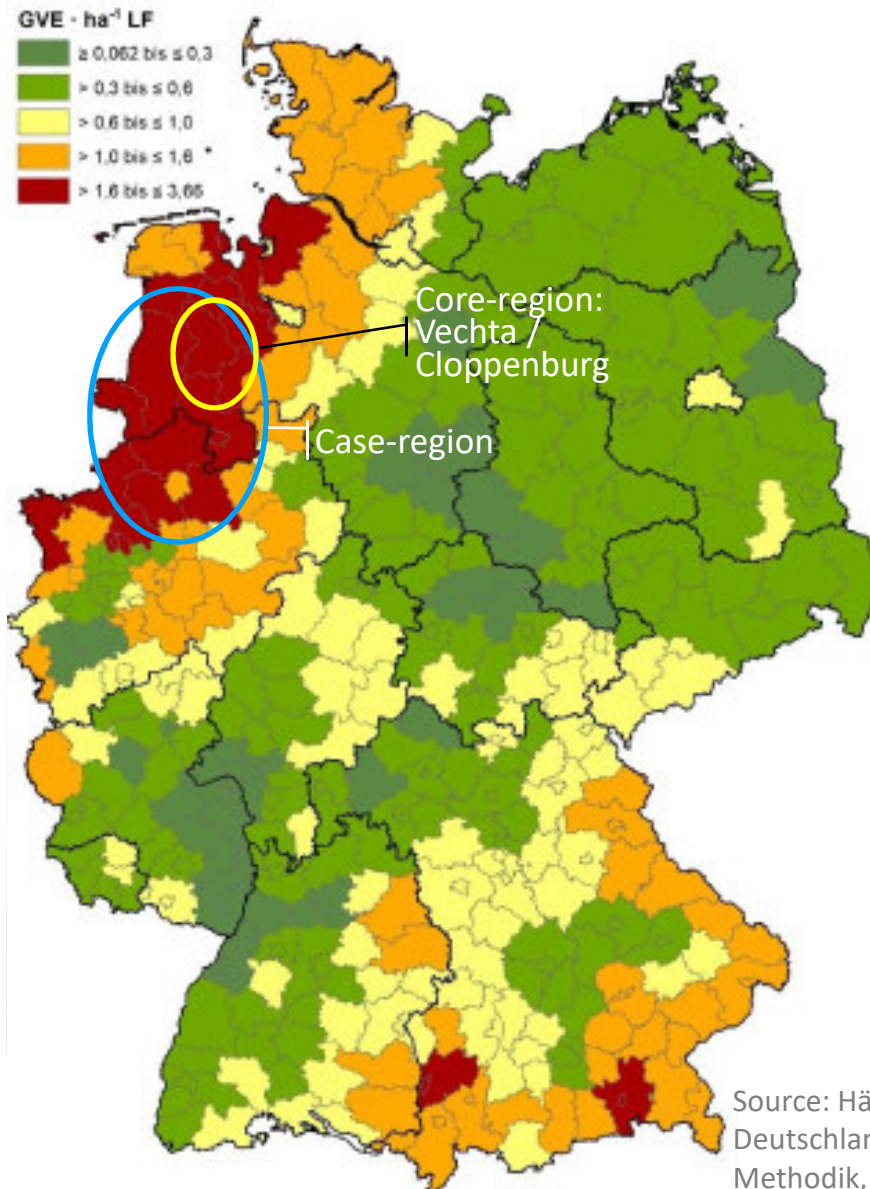 GVE · ha⁻¹ LF
≥ 0,062 bis ≤ 0,3
> 0,3 bis ≤ 0,6
> 0,6 bis ≤ 1,0
> 1,0 bis ≤ 1,6 *
> 1,6 bis ≤ 3,66
Core-region:
Vechta /
Cloppenburg
Case-region
Source: Hä
Deutschlan
Methodik,